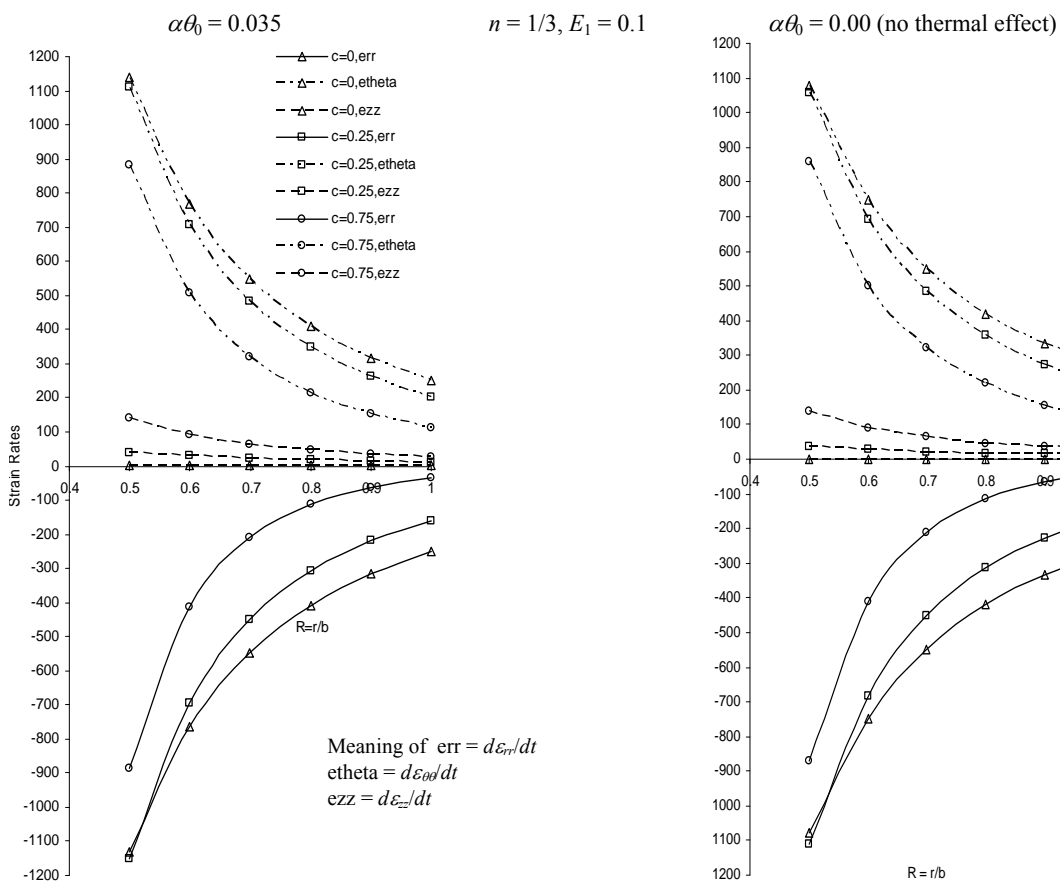 αθ₀ = 0.035
n = 1/3, E₁ = 0.1
αθ₀ = 0.00 (no thermal effect)
1200
1100
1000
900
800
700
600
500
400
300
200
100
0
-100
-200
-300
-400
-500
-600
-700
-800
-900
-1000
-1100
-1200
Strain Rates
0.4 0.5 0.6 0.7 0.8 0.9 1
c=0,err
c=0,etheta
c=0,ezz
c=0.25,err
c=0.25,etheta
c=0.25,ezz
c=0.75,err
c=0.75,etheta
c=0.75,ezz
R=r/b
Meaning of err = dεrr/dt
etheta = dεθθ/dt
ezz = dεzz/dt
1200
1100
1000
900
800
700
600
500
400
300
200
100
0
-100
-200
-300
-400
-500
-600
-700
-800
-900
1000
1100
1200
0.4 0.5 0.6 0.7 0.8 0.9
R = r/b